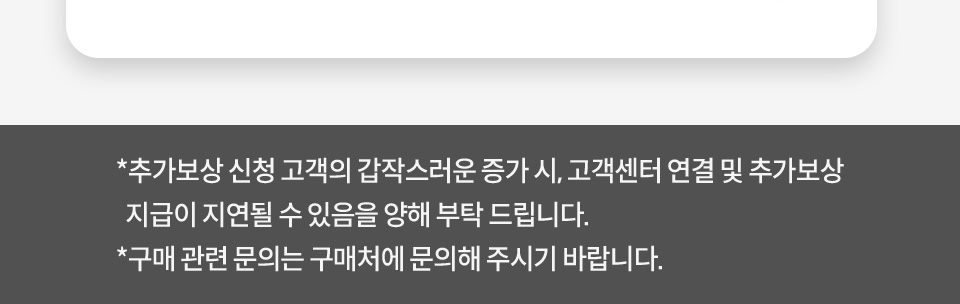 *추가보상 신청 고객의 갑작스러운 증가 시, 고객센터 연결 및 추가보상
지급이 지연될 수 있음을 양해 부탁 드립니다.
*구매 관련 문의는 구매처에 문의해 주시기 바랍니다.